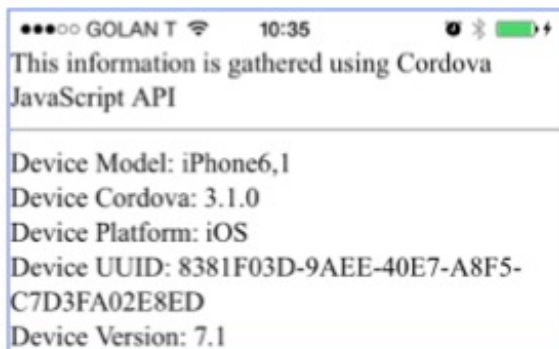 GOLAN T 10:35
This information is gathered using Cordova
JavaScript API
Device Model: iPhone6,1
Device Cordova: 3.1.0
Device Platform: iOS
Device UUID: 8381F03D-9AEE-40E7-A8F5-
C7D3FA02E8ED
Device Version: 7.1